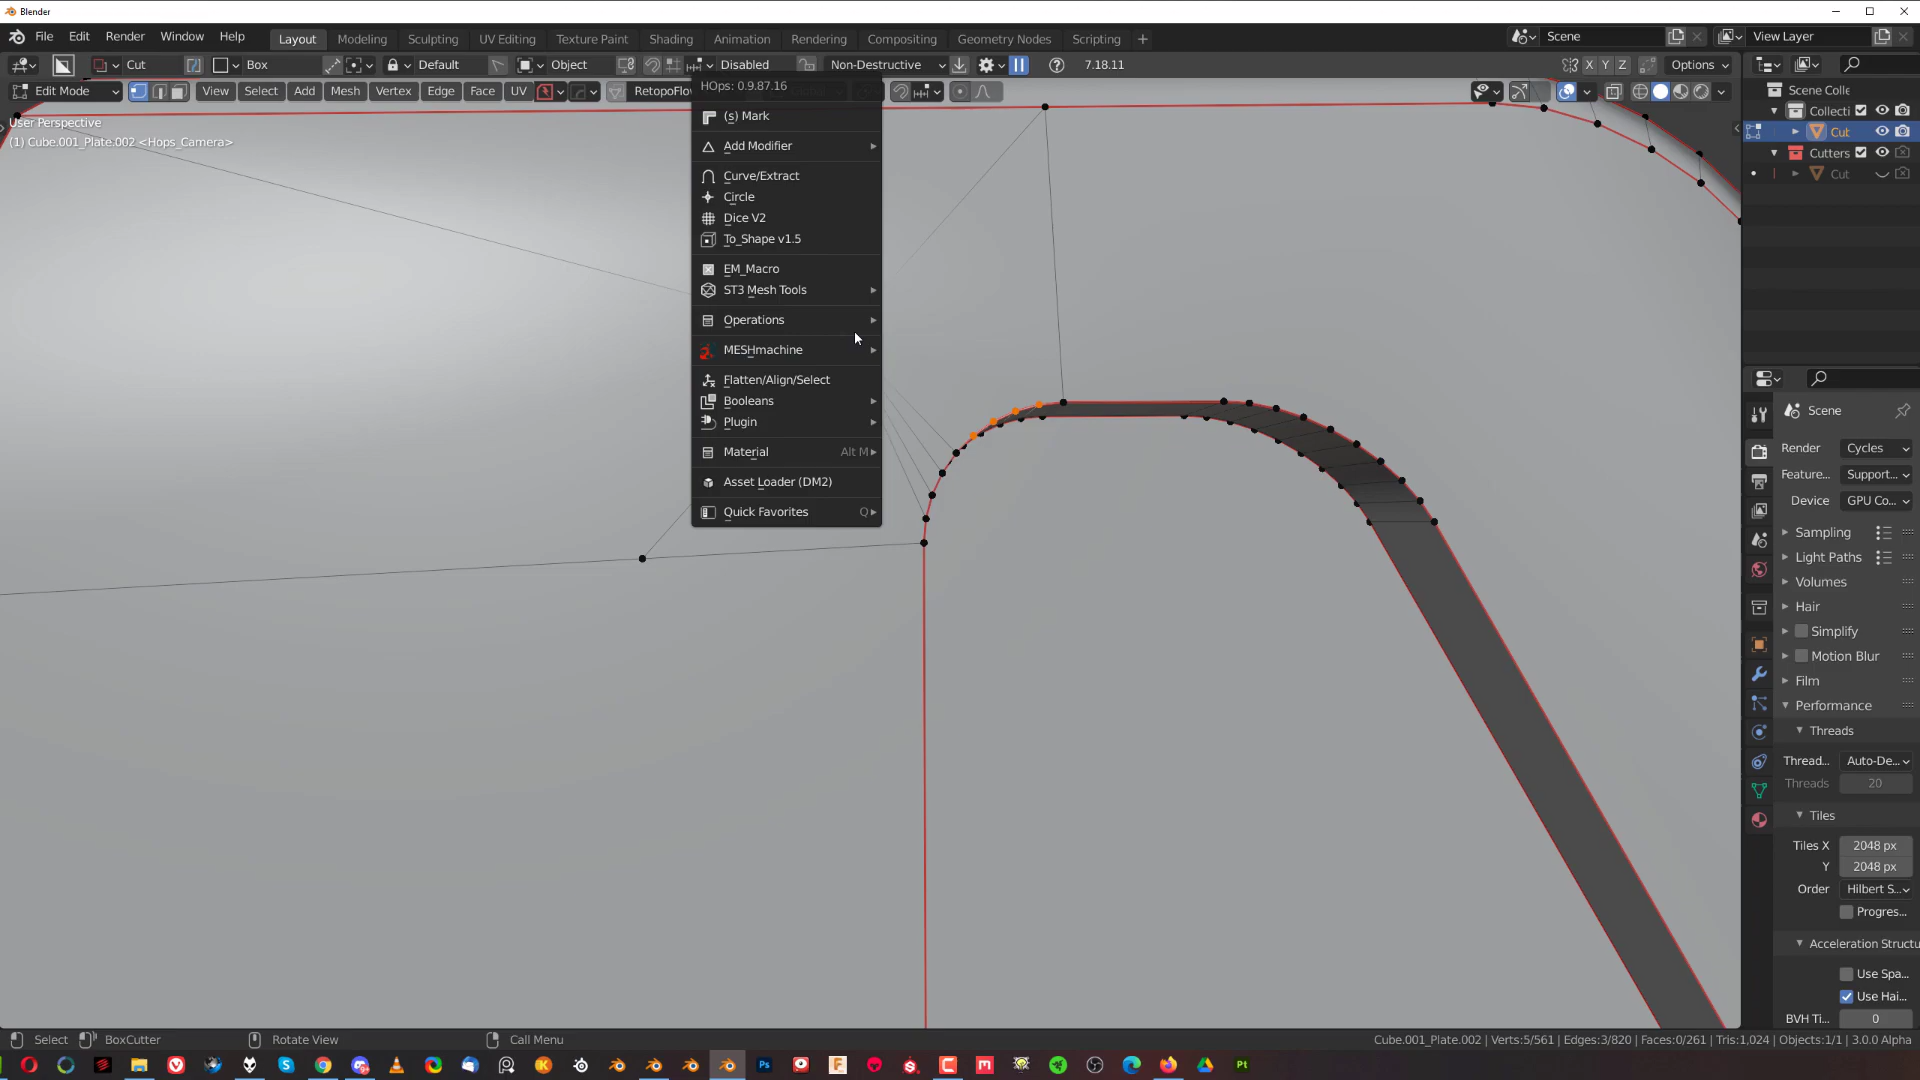 Blender
File Edit Render Window Help Layout Modeling Sculpting UV Editing Texture Paint Shading Animation Rendering Compositing Geometry Nodes Scripting Scene View Layer
Cut Box Default Object Disabled Non-Destructive 7.18.11 X Y Z Options
Edit Mode View Select Add Mesh Vertex Edge Face UV RetopoFlow
User Perspective
(1) Cube.001_Plate.002 <Hops_Camera>
HOps: 0.9.87.16
(s) Mark
Add Modifier
Curve/Extract
Circle
Dice V2
To_Shape v1.5
EM_Macro
ST3 Mesh Tools
Operations
MESHmachine
Flatten/Align/Select
Booleans
Plugin
Material Alt M
Asset Loader (DM2)
Quick Favorites Q
Scene Colle
Collecti
Cut
Cutters
Cut
Scene
Render Cycles
Feature... Support...
Device GPU Co...
Sampling
Light Paths
Volumes
Hair
Simplify
Motion Blur
Film
Performance
Threads
Thread... Auto-De...
Threads 20
Tiles
Tiles X 2048 px
Y 2048 px
Order Hilbert S...
Progres...
Acceleration Structu
Use Spa...
Use Hai...
BVH Ti... 0
Select BoxCutter Rotate View Call Menu Cube.001_Plate.002 | Verts:5/561 | Edges:3/820 | Faces:0/261 | Tris:1,024 | Objects:1/1 | 3.0.0 Alpha